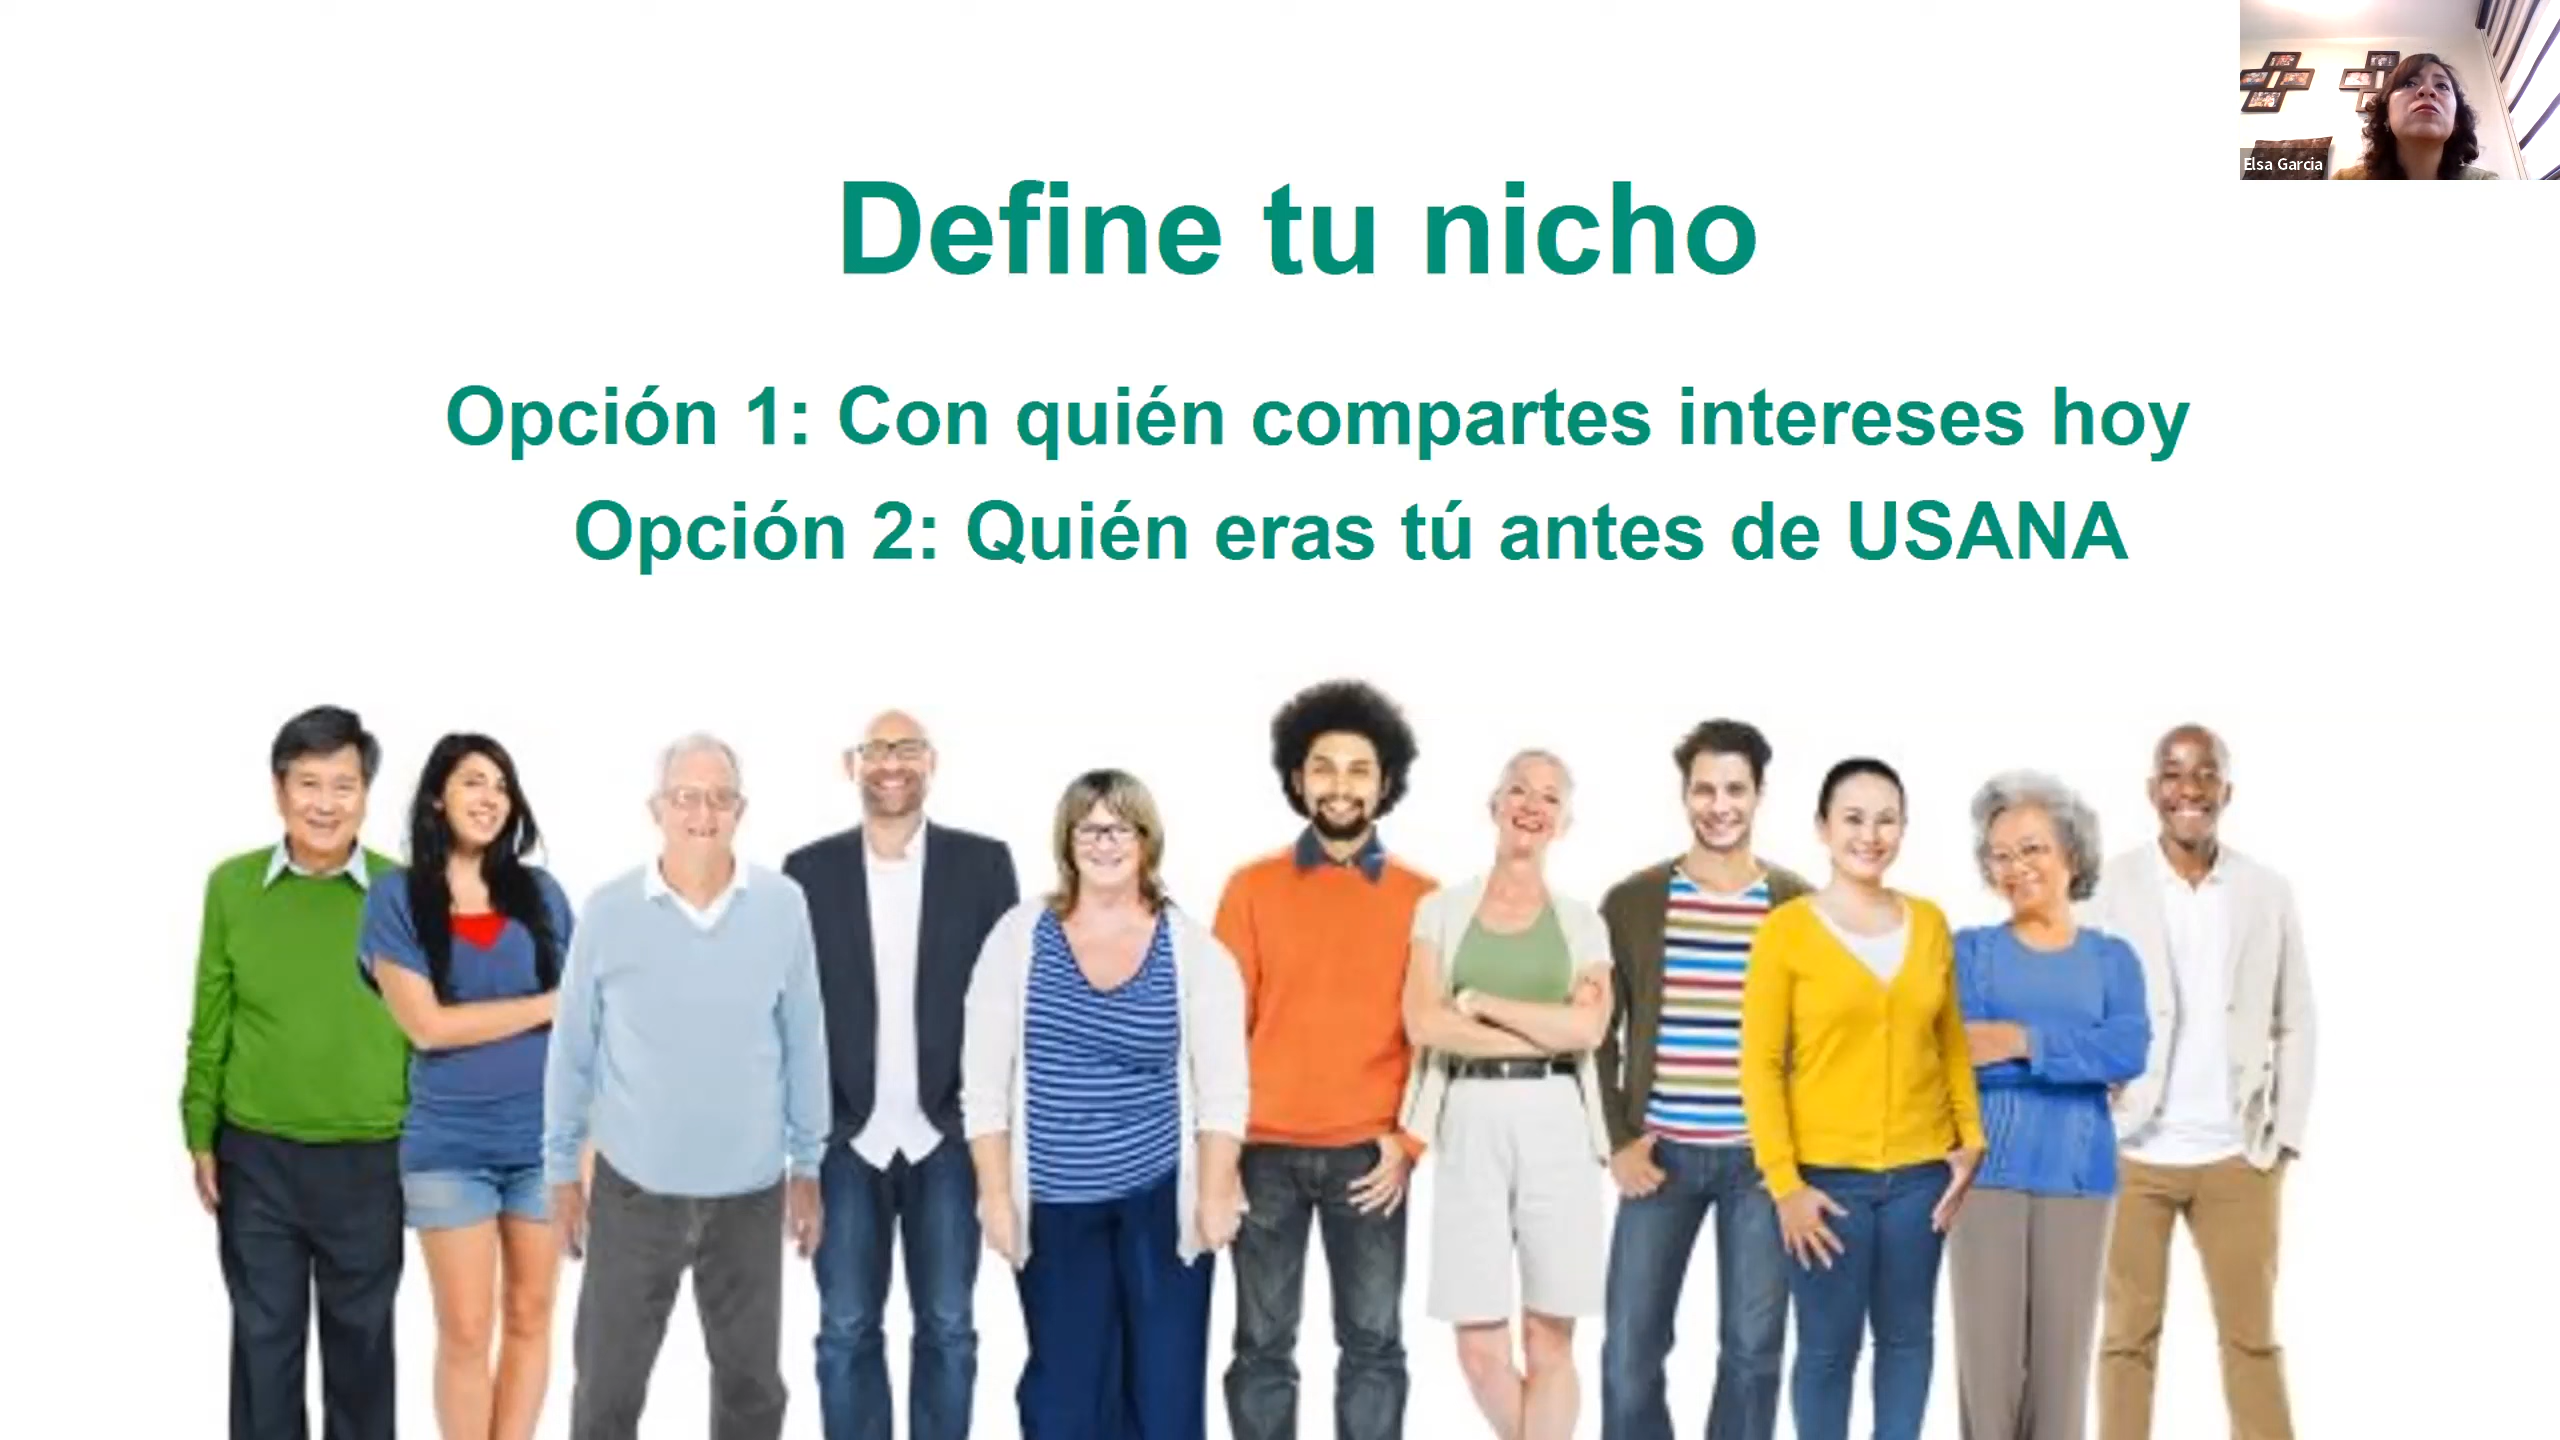 Define tu nicho
Opción 1: Con quién compartes intereses hoy
Opción 2: Quién eras tú antes de USANA
Elsa Garcia